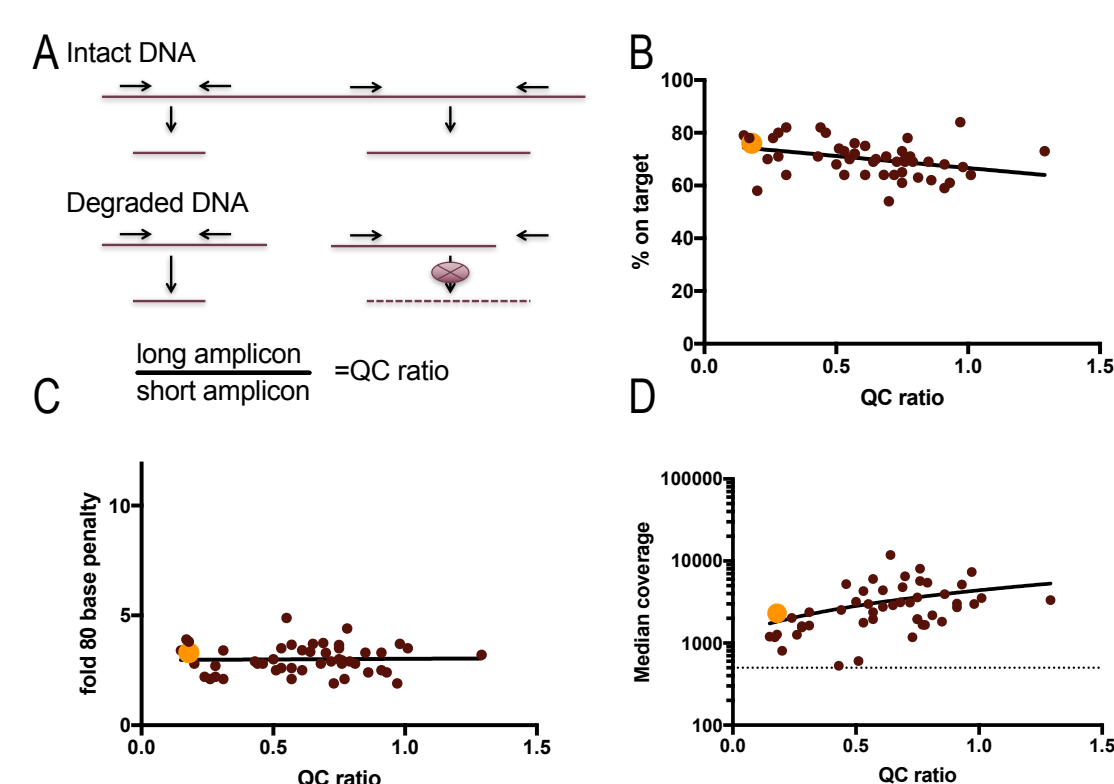 A
Intact DNA
Degraded DNA
long amplicon
short amplicon
=QC ratio
B
100
80
60
40
20
0
% on target
0.0
0.5
1.0
1.5
QC ratio
C
10
5
0
fold 80 base penalty
0.0
0.5
1.0
1.5
QC ratio
D
100000
10000
1000
100
Median coverage
0.0
0.5
1.0
1.5
QC ratio